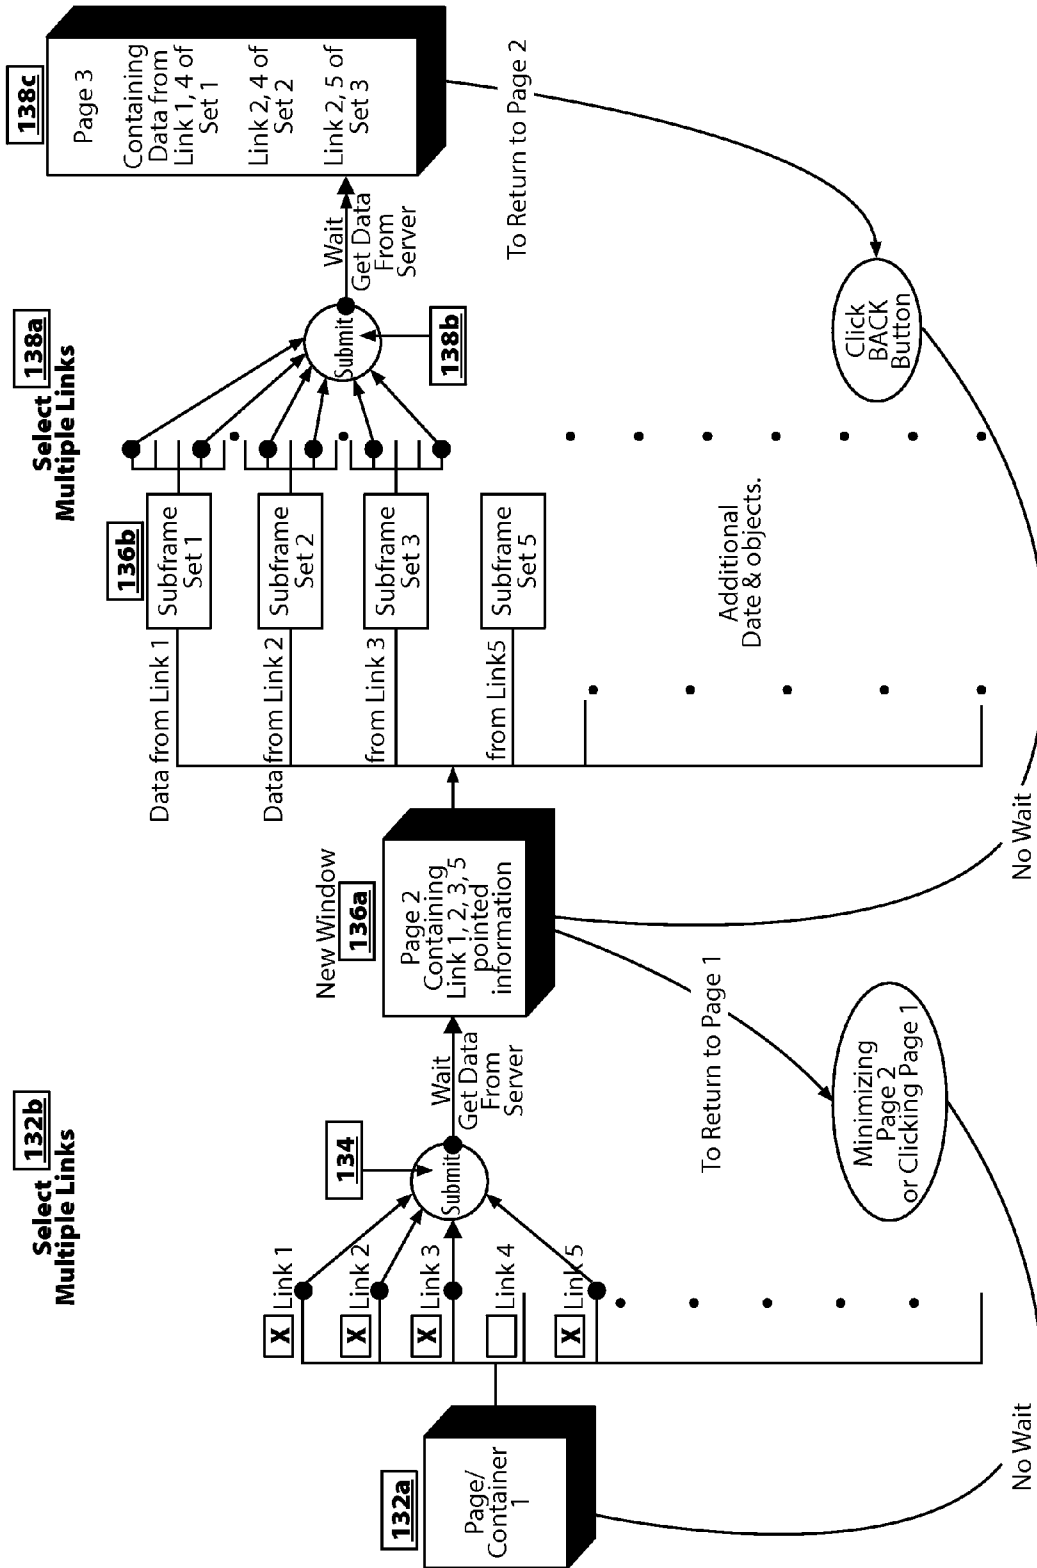 132a
Page/
Container
1
Select 132b
Multiple Links
X Link 1
X Link 2
X Link 3
Link 4
X Link 5
134
Submit
Wait
Get Data
From
Server
New Window
136a
Page 2
Containing
Link 1, 2, 3, 5
pointed
information
To Return to Page 1
Minimizing
Page 2
or Clicking Page 1
No Wait
Data from Link 1
Data from Link 2
from Link 3
from Link5
136b
Subframe
Set 1
Subframe
Set 2
Subframe
Set 3
Subframe
Set 5
Additional
Date & objects.
Select 138a
Multiple Links
Submit
138b
Wait
Get Data
From
Server
138c
Page 3
Containing
Data from
Link 1, 4 of
Set 1
Link 2, 4 of
Set 2
Link 2, 5 of
Set 3
To Return to Page 2
Click
BACK
Button
No Wait